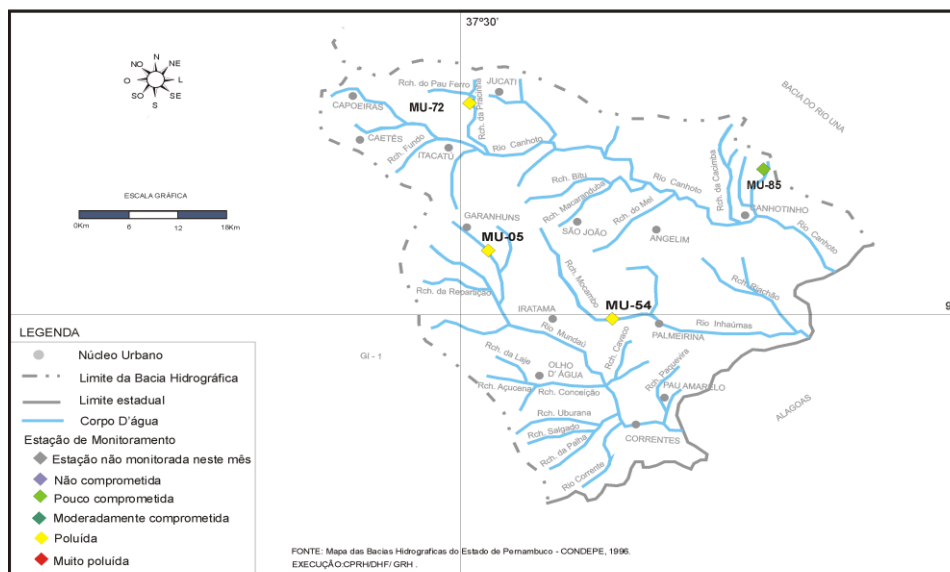 37º30'
N
NO
NE
O
L
SO
SE
S
Rch. do Pau Ferro
JUCATI
CAPOEIRAS
MU-72
Rch. da Pracinha
BACIA DO RIO UNA
CAETÉS
Rch. Fundo
ITACATÚ
Rio Canhoto
ESCALA GRÁFICA
0Km
6
12
18Km
Rch. Bitu
Rio Canhoto
Rch. da Cacimba
MU-85
Rch. Macaranduba
Rch. do Mel
CANHOTINHO
GARANHUNS
SÃO JOÃO
ANGELIM
Rio Canhoto
MU-05
Rch. Mocambo
Rch. Riachão
Rch. da Reparação
MU-54
9
IRATAMA
Rio Mundaú
Rio Inhaúmas
PALMEIRINA
Rch. Cavaco
GI - 1
Rch. da Laje
OLHO
D' ÁGUA
Rch. Paquevira
PAU AMARELO
Rch. Açucena
Rch. Conceição
ALAGOAS
Rch. Uburana
Rch. Salgado
Rch. da Palha
CORRENTES
Rio Corrente
LEGENDA
Núcleo Urbano
Limite da Bacia Hidrográfica
Limite estadual
Corpo D'água
Estação de Monitoramento
Estação não monitorada neste mês
Não comprometida
Pouco comprometida
Moderadamente comprometida
Poluída
Muito poluída
FONTE: Mapa das Bacias Hidrograficas do Estado de Pernambuco - CONDEPE, 1996.
EXECUÇÃO:CPRH/DHF/ GRH .